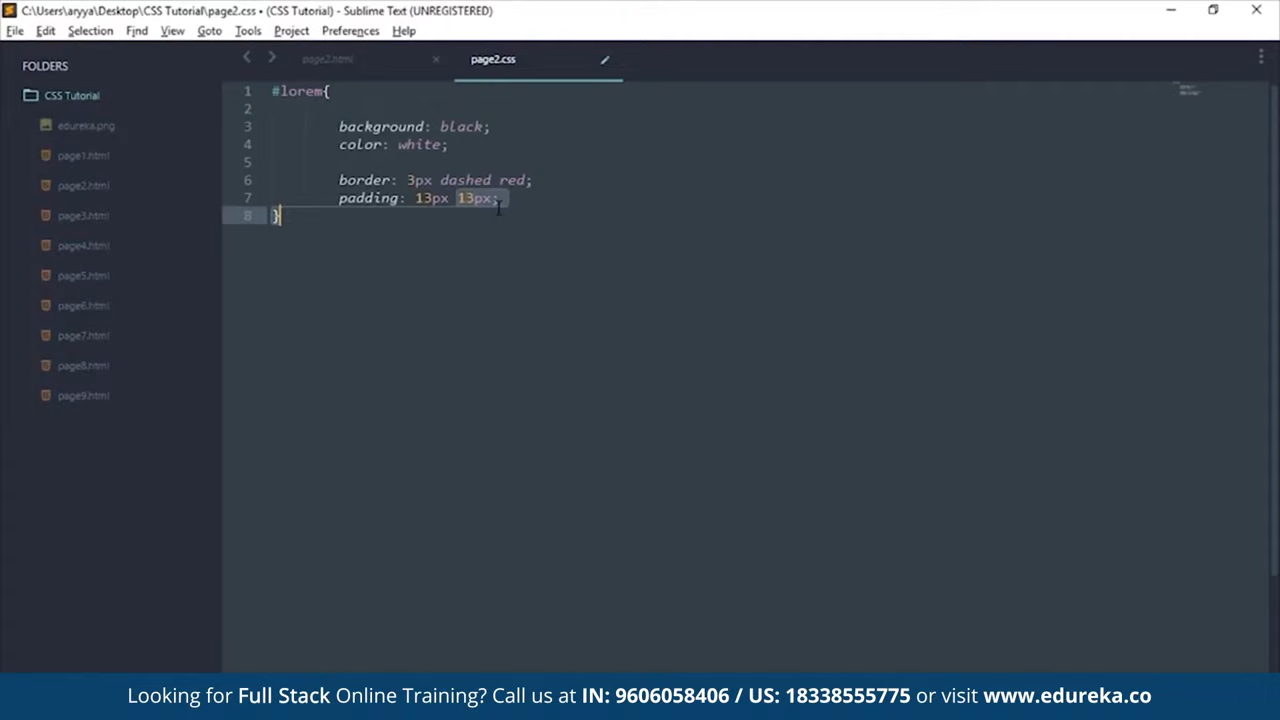 C:\Users\aryya\Desktop\CSS Tutorial\page2.css • (CSS Tutorial) - Sublime Text (UNREGISTERED)
File Edit Selection Find View Goto Tools Project Preferences Help
FOLDERS
CSS Tutorial
edureka.png
page1.html
page2.html
page3.html
page4.html
page5.html
page6.html
page7.html
page8.html
page9.html
page2.html page2.css
1 #lorem{
2
3 background: black;
4 color: white;
5
6 border: 3px dashed red;
7 padding: 13px 13px;
8 }
Looking for Full Stack Online Training? Call us at IN: 9606058406 / US: 18338555775 or visit www.edureka.co